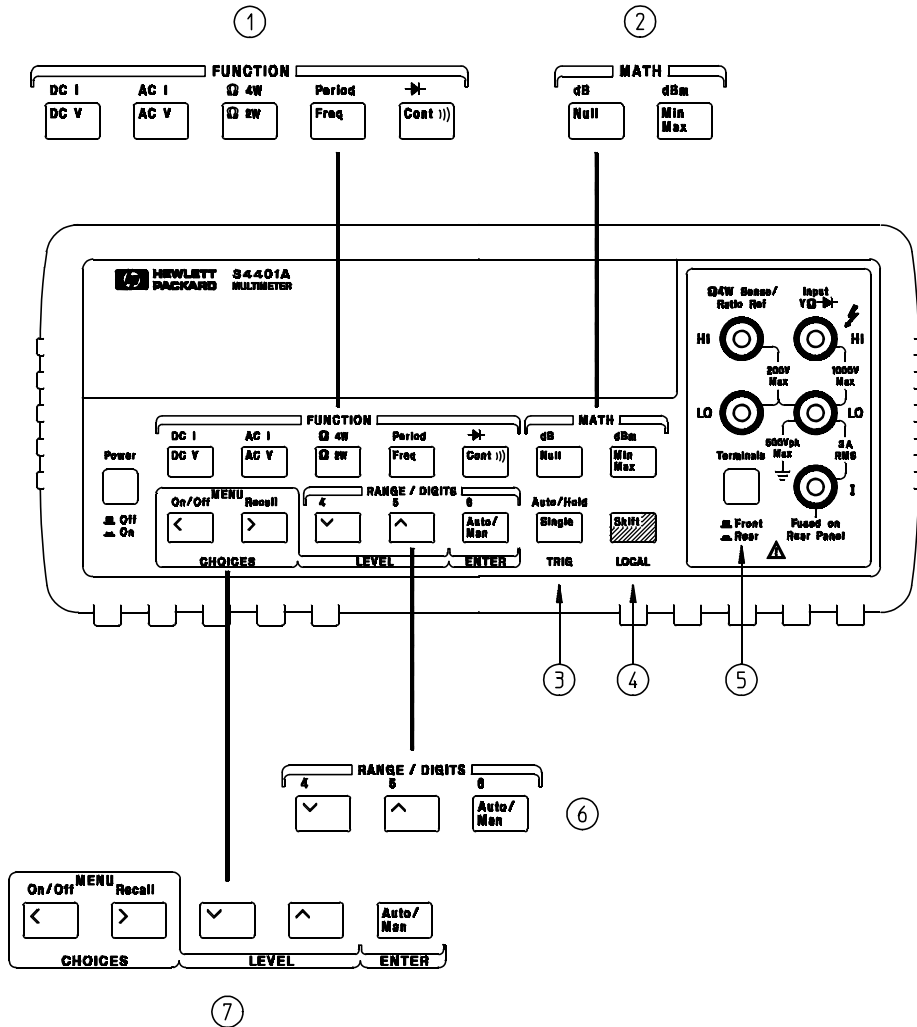 1
2
FUNCTION
MATH
DC I
AC I
Ω 4W
Period
dB
dBm
DC V
AC V
Ω 2W
Freq
Cont )))
Null
Min
Max
hp
HEWLETT
PACKARD
34401A
MULTIMETER
Ω4W Sense/
Ratio Ref
Input
VΩ
HI
HI
200V
Max
1000V
Max
LO
LO
500Vpk
Max
3A
RMS
Terminals
I
Front
Rear
Fused on
Rear Panel
FUNCTION
MATH
DC I
AC I
Ω 4W
Period
dB
dBm
DC V
AC V
Ω 2W
Freq
Cont )))
Null
Min
Max
Power
Off
On
MENU
On/Off
Recall
RANGE / DIGITS
4
5
6
Auto/Hold
<
>
Auto/
Man
Single
Shift
CHOICES
LEVEL
ENTER
TRIG
LOCAL
3
4
5
RANGE / DIGITS
4
5
6
Auto/
Man
6
MENU
On/Off
Recall
<
>
Auto/
Man
CHOICES
LEVEL
ENTER
7